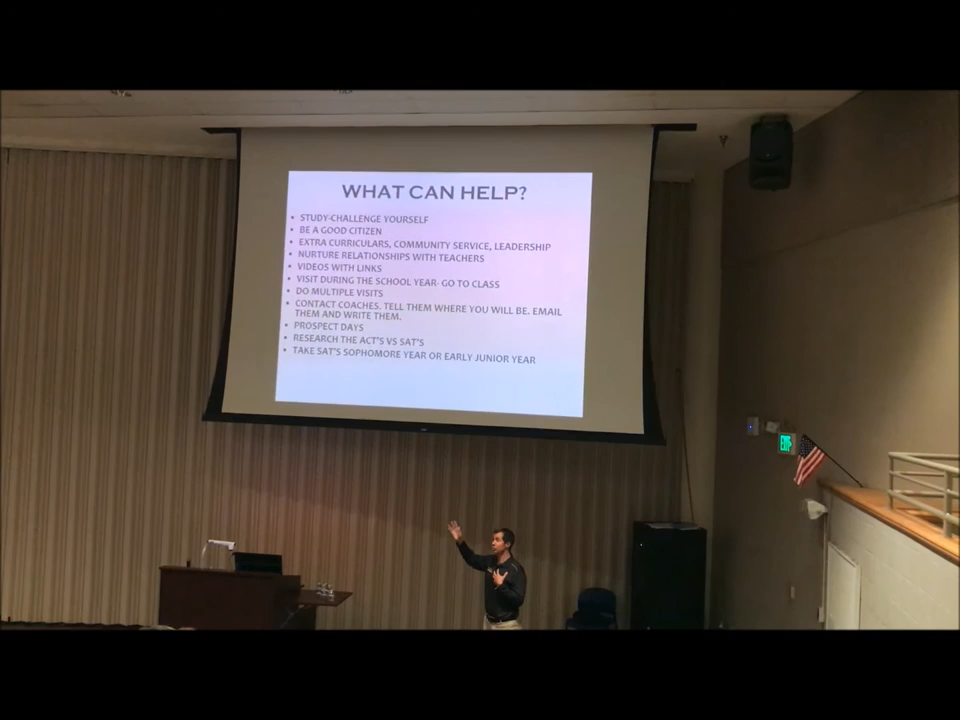 WHAT CAN HELP?
• STUDY-CHALLENGE YOURSELF
• BE A GOOD CITIZEN
• EXTRA CURRICULARS, COMMUNITY SERVICE, LEADERSHIP
• NURTURE RELATIONSHIPS WITH TEACHERS
• VIDEOS WITH LINKS
• VISIT DURING THE SCHOOL YEAR- GO TO CLASS
• DO MULTIPLE VISITS
• CONTACT COACHES. TELL THEM WHERE YOU WILL BE. EMAIL
THEM AND WRITE THEM.
• PROSPECT DAYS
• RESEARCH THE ACT'S VS SAT'S
• TAKE SAT'S SOPHOMORE YEAR OR EARLY JUNIOR YEAR
EXIT